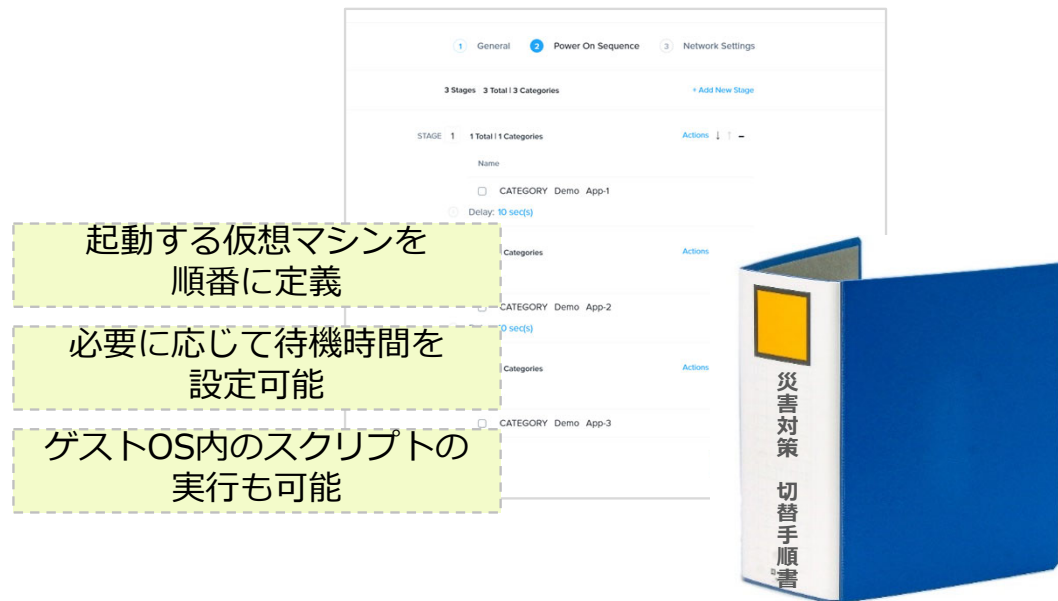 1 General 2 Power On Sequence 3 Network Settings
3 Stages 3 Total | 3 Categories + Add New Stage
STAGE 1 1 Total | 1 Categories Actions ↓ ↑ −
Name
CATEGORY Demo App-1
Delay: 10 sec(s)
起動する仮想マシンを
順番に定義
Categories Actions
CATEGORY Demo App-2
0 sec(s)
必要に応じて待機時間を
設定可能
Categories Actions
CATEGORY Demo App-3
ゲストOS内のスクリプトの
実行も可能
災害対策 切替手順書